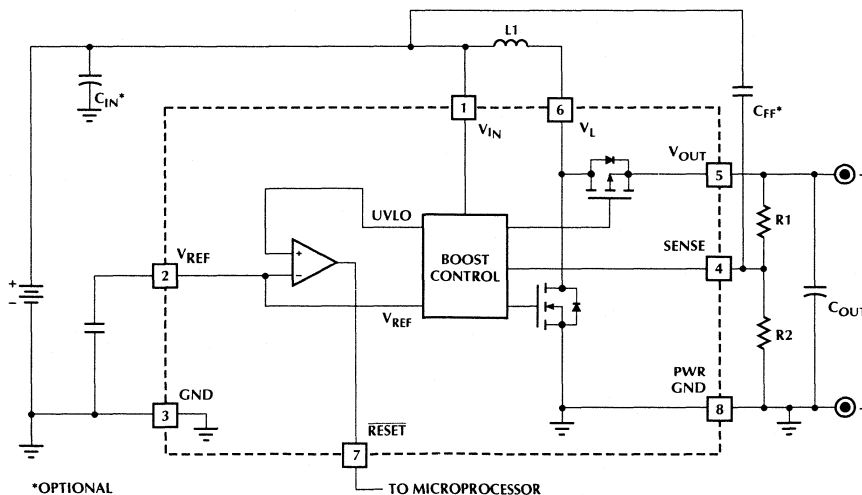 L1
C_IN*
1
6
V_IN
V_L
C_FF*
V_OUT
5
UVLO
+
–
BOOST
CONTROL
R1
SENSE
4
V_REF
2
V_REF
+
–
C_OUT
R2
PWR
GND
8
GND
3
RESET
7
TO MICROPROCESSOR
*OPTIONAL